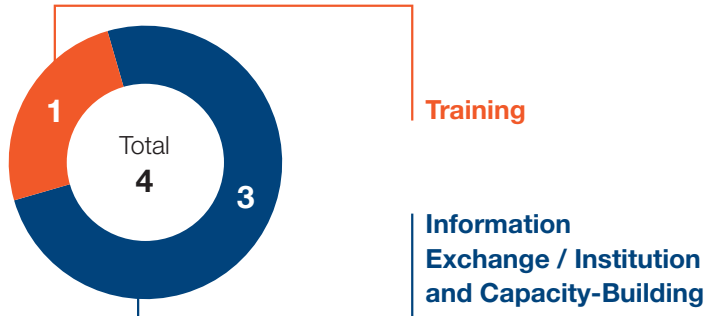 1
Total
4
3
Training
Information
Exchange / Institution
and Capacity-Building